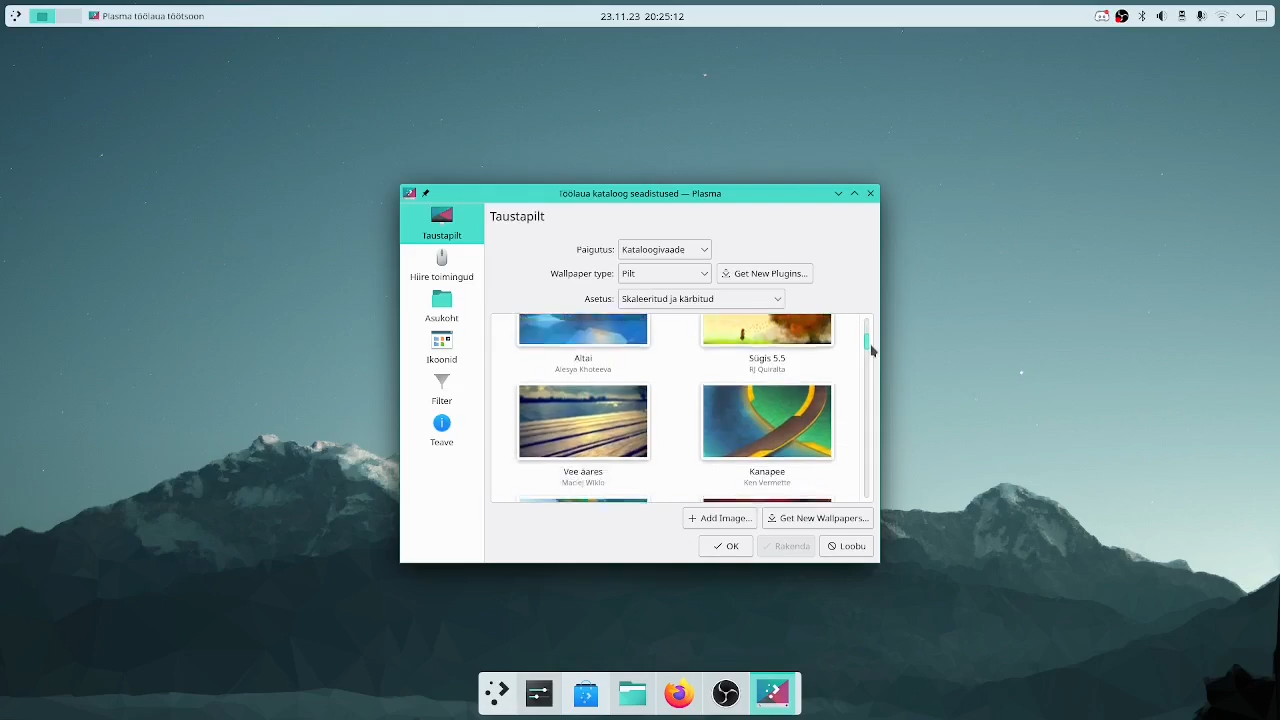 Plasma töölaua töötsoon
23.11.23 20:25:12
Töölaua kataloog seadistused — Plasma
Taustapilt
Hiire toimingud
Asukoht
Ikoonid
Filter
Teave
Taustapilt
Paigutus: Kataloogivaade
Wallpaper type: Pilt Get New Plugins...
Asetus: Skaleeritud ja kärbitud
Altai Sügis 5.5
Alesya Khoteeva RJ Quiralta
Vee ääres Kanapee
Maciej Wiklo Ken Vermette
Add Image... Get New Wallpapers...
OK Rakenda Loobu